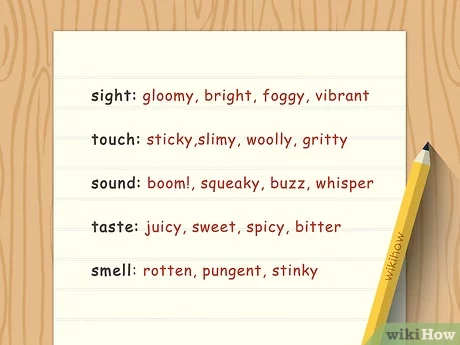 sight: gloomy, bright, foggy, vibrant
touch: sticky,slimy, woolly, gritty
sound: boom!, squeaky, buzz, whisper
taste: juicy, sweet, spicy, bitter
smell: rotten, pungent, stinky
wikihow
wikiHow